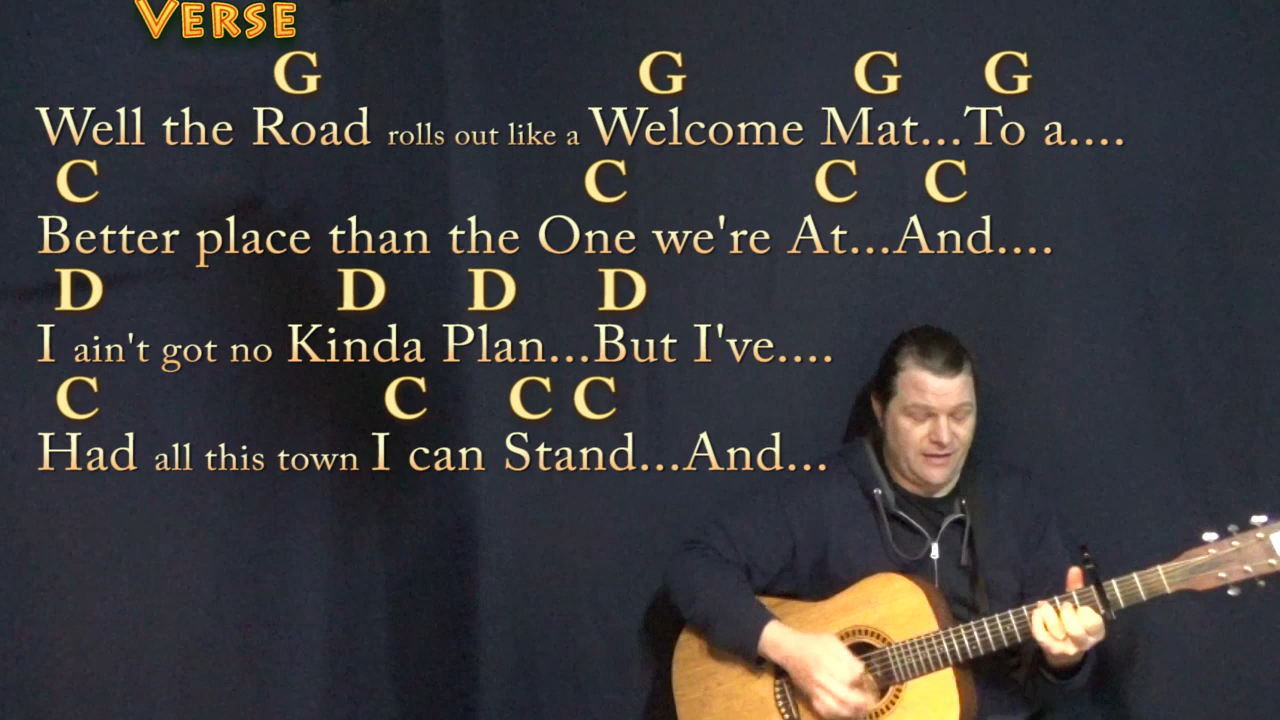 VERSE
G G G G
Well the Road rolls out like a Welcome Mat...To a....
C C C C
Better place than the One we're At...And....
D D D D
I ain't got no Kinda Plan...But I've....
C C C C
Had all this town I can Stand...And...